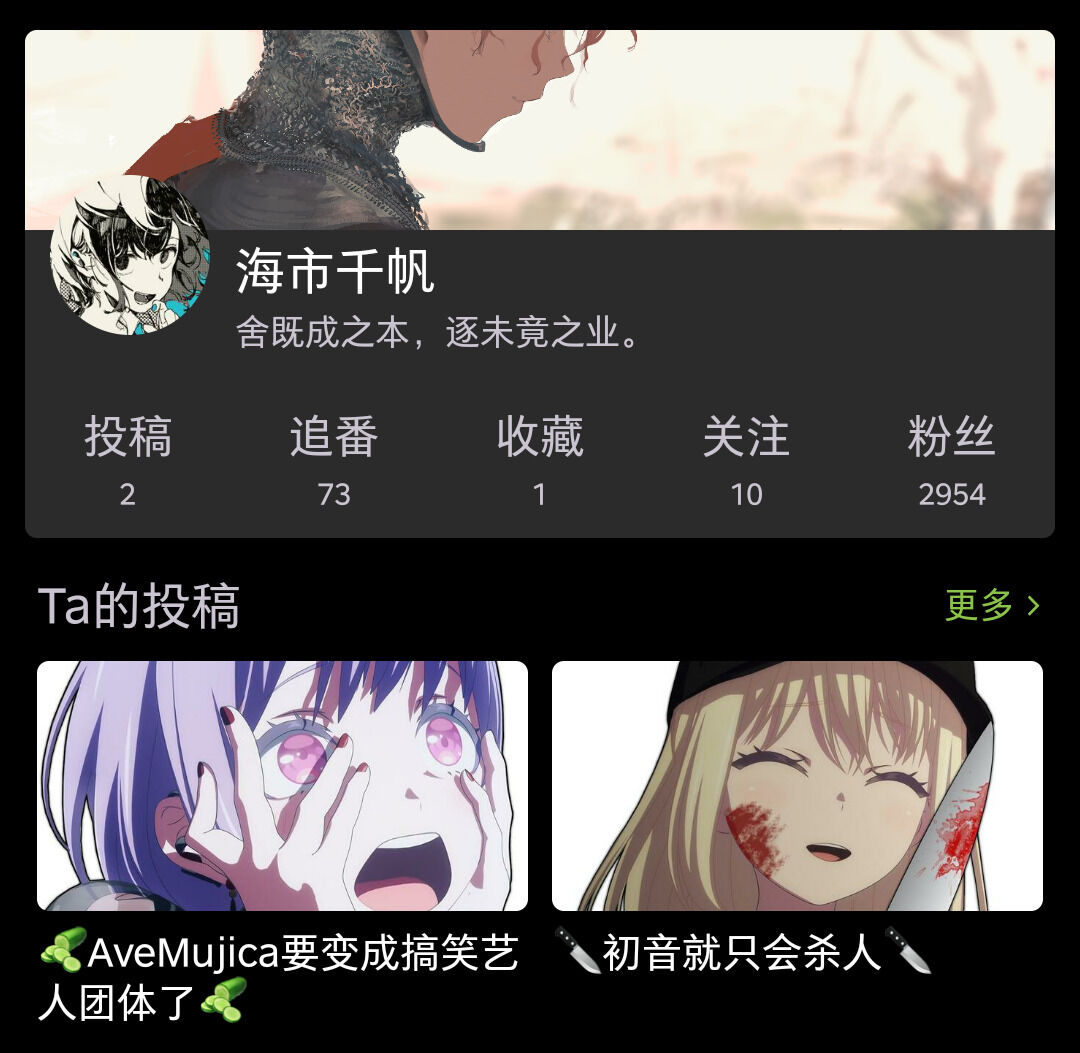 海市千帆
舍既成之本，逐未竟之业。
投稿 追番 收藏 关注 粉丝
2 73 1 10 2954
Ta的投稿 更多 >
🥒AveMujica要变成搞笑艺
人团体了🥒
🔪初音就只会杀人🔪